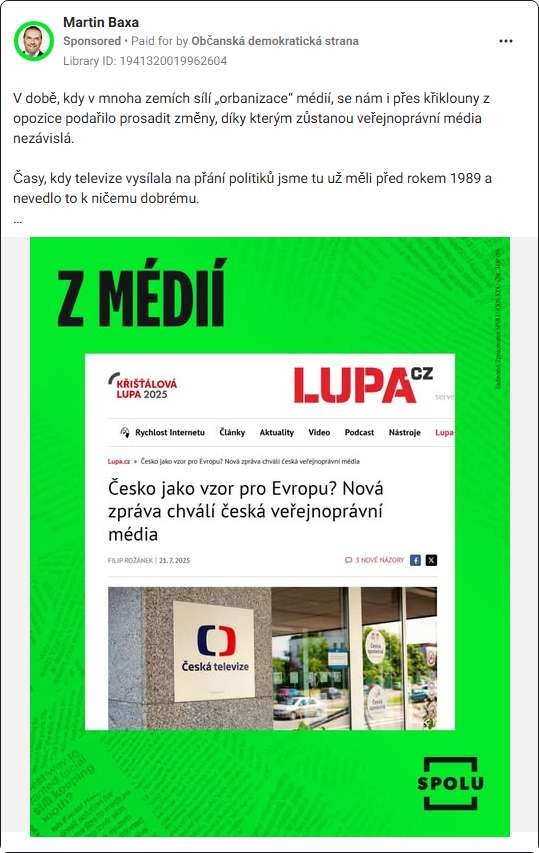 Martin Baxa
Sponsored • Paid for by Občanská demokratická strana
Library ID: 1941320019962604
V době, kdy v mnoha zemích sílí „orbanizace“ médií, se nám i přes křiklouny z
opozice podařilo prosadit změny, díky kterým zůstanou veřejnoprávní média
nezávislá.
Časy, kdy televize vysílala na přání politiků jsme tu už měli před rokem 1989 a
nevedlo to k ničemu dobrému.
...
Z MÉDIÍ
KŘIŠŤÁLOVÁ
LUPA 2025
LUPA.CZ
serve
Rychlost Internetu Články Aktuality Video Podcast Nástroje Lupa
Lupa.cz » Česko jako vzor pro Evropu? Nová zpráva chválí česká veřejnoprávní média
Česko jako vzor pro Evropu? Nová
zpráva chválí česká veřejnoprávní
média
FILIP ROŽÁNEK | 21. 7. 2025
3 NOVÉ NÁZORY
Česká televize
SPOLU